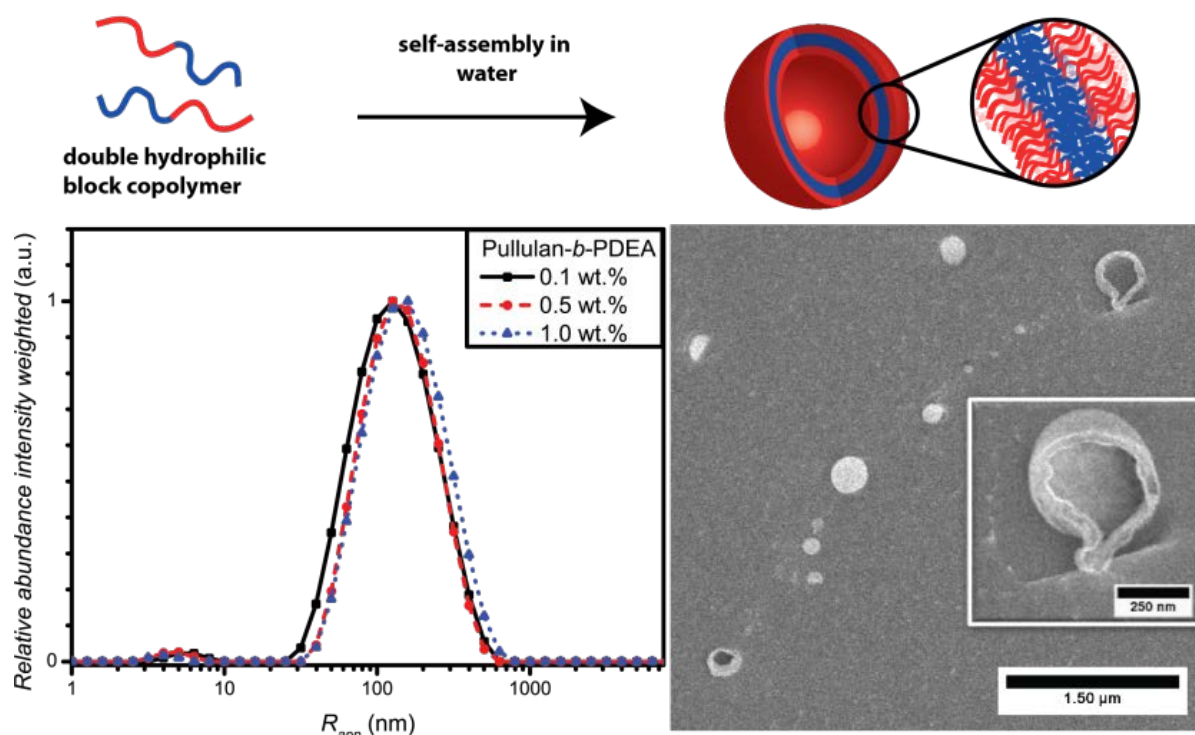 self-assembly in
water
double hydrophilic
block copolymer
Relative abundance intensity weighted (a.u.)
1
0
Pullulan-b-PDEA
0.1 wt.%
0.5 wt.%
1.0 wt.%
1 10 100 1000
(nm)
250 nm
1.50 µm